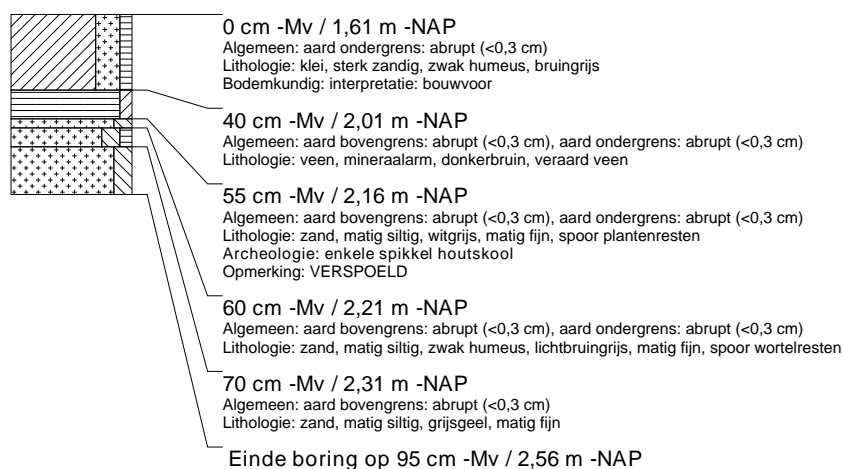 0 cm -Mv / 1,61 m -NAP
Algemeen: aard ondergrens: abrupt (<0,3 cm)
Lithologie: klei, sterk zandig, zwak humeus, bruingrijs
Bodemkundig: interpretatie: bouwvoor
40 cm -Mv / 2,01 m -NAP
Algemeen: aard bovengrens: abrupt (<0,3 cm), aard ondergrens: abrupt (<0,3 cm)
Lithologie: veen, mineraalarm, donkerbruin, veraard veen
55 cm -Mv / 2,16 m -NAP
Algemeen: aard bovengrens: abrupt (<0,3 cm), aard ondergrens: abrupt (<0,3 cm)
Lithologie: zand, matig siltig, witgrijs, matig fijn, spoor plantenresten
Archeologie: enkele spikkel houtskool
Opmerking: VERSPOELD
60 cm -Mv / 2,21 m -NAP
Algemeen: aard bovengrens: abrupt (<0,3 cm), aard ondergrens: abrupt (<0,3 cm)
Lithologie: zand, matig siltig, zwak humeus, lichtbruingrijs, matig fijn, spoor wortelresten
70 cm -Mv / 2,31 m -NAP
Algemeen: aard bovengrens: abrupt (<0,3 cm)
Lithologie: zand, matig siltig, grijsgeel, matig fijn
Einde boring op 95 cm -Mv / 2,56 m -NAP